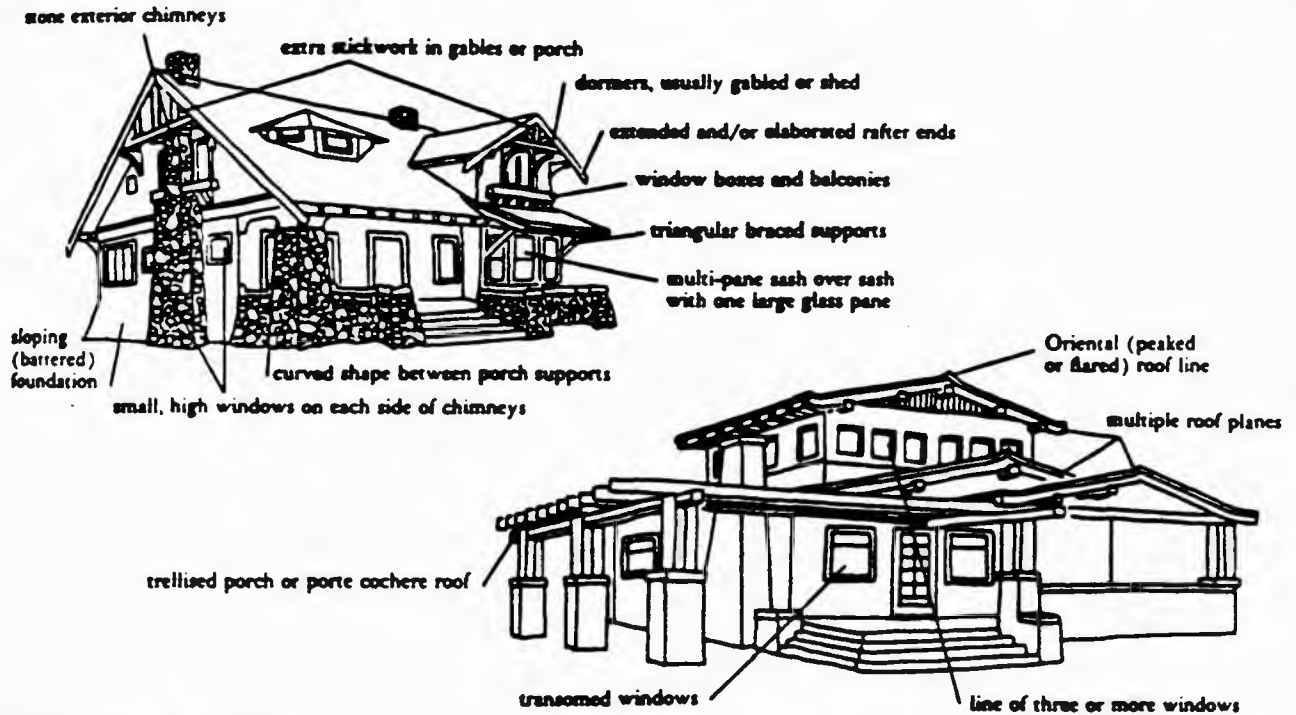 stone exterior chimneys
extra stickwork in gables or porch
dormers, usually gabled or shed
extended and/or elaborated rafter ends
window boxes and balconies
triangular braced supports
multi-pane sash over sash
with one large glass pane
sloping
(battered)
foundation
curved shape between porch supports
small, high windows on each side of chimneys
Oriental (peaked
or flared) roof line
multiple roof planes
trellised porch or porte cochere roof
transomed windows
line of three or more windows